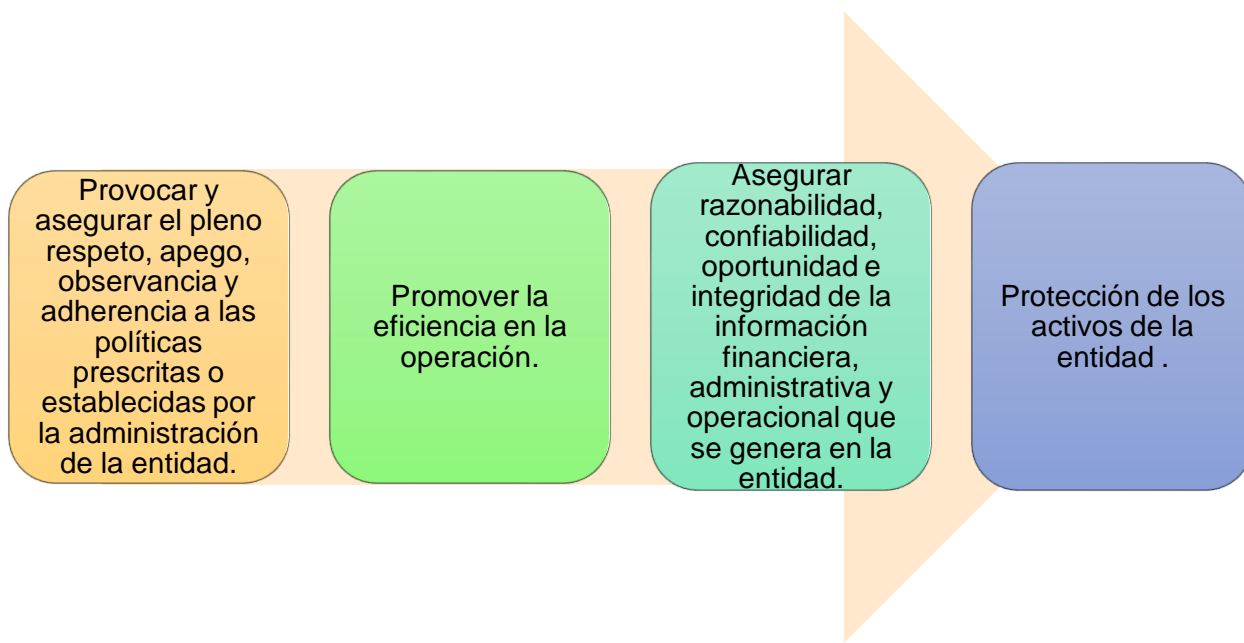 Provocar y
asegurar el pleno
respeto, apego,
observancia y
adherencia a las
políticas
prescritas o
establecidas por
la administración
de la entidad.
Promover la
eficiencia en la
operación.
Asegurar
razonabilidad,
confiabilidad,
oportunidad e
integridad de la
información
financiera,
administrativa y
operacional que
se genera en la
entidad.
Protección de los
activos de la
entidad .